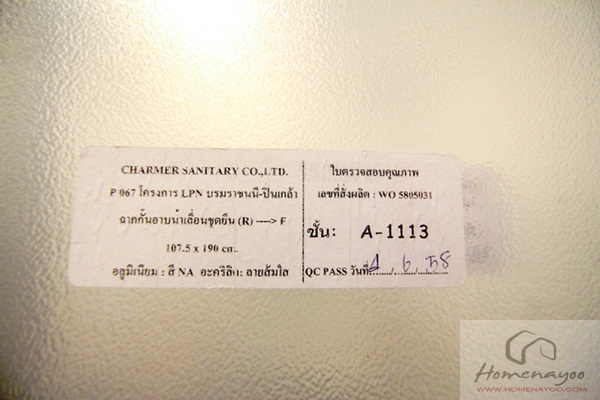 CHARMER SANITARY CO.,LTD.
P 067 โครงการ LPN บรมราชนนี-ปิ่นเกล้า
ฉากกั้นอาบน้ำเลื่อนชุดยืน (R) ----> F
107.5 x 190 cm..
อลูมิเนียม : สี NA อะคริลิก: ลายส้มใส
ใบตรวจสอบคุณภาพ
เลขที่สั่งผลิต : WO 5805031
ชั้น: A-1113
QC PASS วันที่ 4 / 6 / 58
Homenayoo
WWW.HOMENAYOO.COM